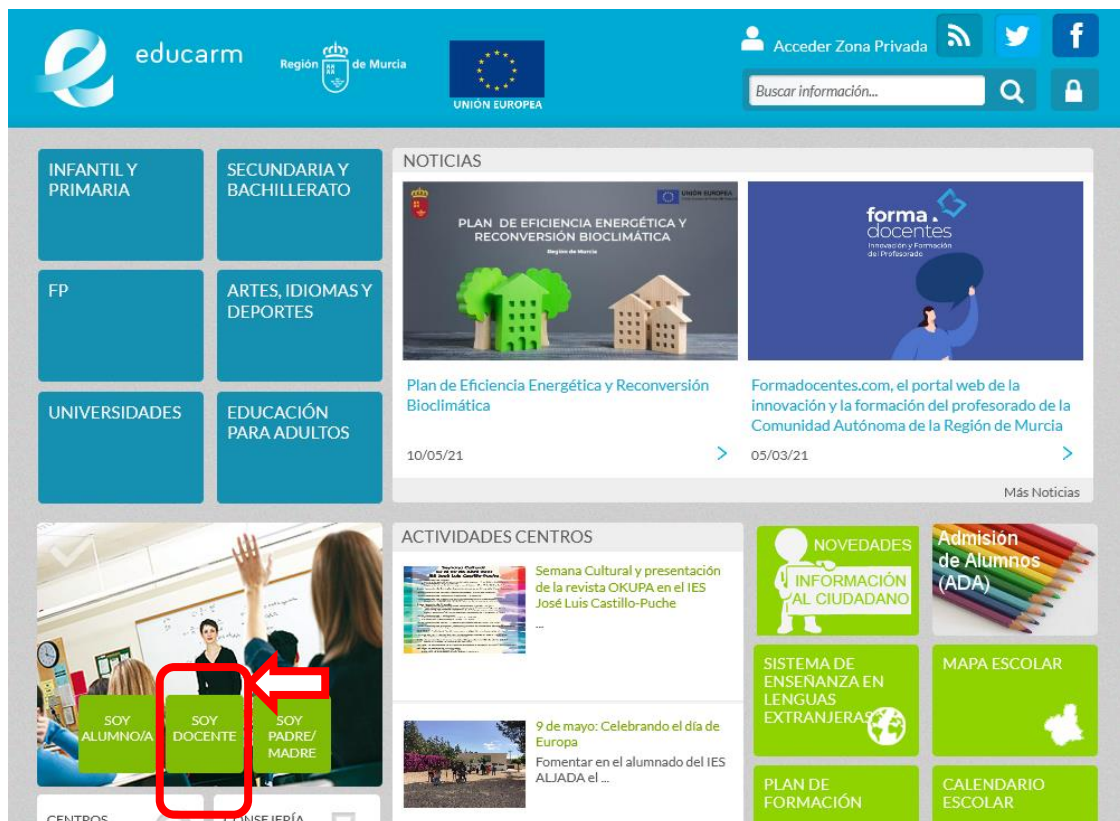 educarm
Región de Murcia
UNIÓN EUROPEA
Acceder Zona Privada
Buscar información...
INFANTIL Y
PRIMARIA
SECUNDARIA Y
BACHILLERATO
FP
ARTES, IDIOMAS Y
DEPORTES
UNIVERSIDADES
EDUCACIÓN
PARA ADULTOS
NOTICIAS
UNIÓN EUROPEA
PLAN DE EFICIENCIA ENERGÉTICA Y
RECONVERSIÓN BIOCLIMÁTICA
Región de Murcia
Plan de Eficiencia Energética y Reconversión
Bioclimática
10/05/21
forma.
docentes
Innovación y Formación
del Profesorado
Formadocentes.com, el portal web de la
innovación y la formación del profesorado de la
Comunidad Autónoma de la Región de Murcia
05/03/21
Más Noticias
SOY
ALUMNO/A
SOY
DOCENTE
SOY
PADRE/
MADRE
CENTROS
CONSEJERÍA
ACTIVIDADES CENTROS
Semana Cultural y presentación
de la revista OKUPA en el IES
José Luis Castillo-Puche
...
9 de mayo: Celebrando el día de
Europa
Fomentar en el alumnado del IES
ALJADA el ...
NOVEDADES
INFORMACIÓN
AL CIUDADANO
Admisión
de Alumnos
(ADA)
SISTEMA DE
ENSEÑANZA EN
LENGUAS
EXTRANJERAS
MAPA ESCOLAR
PLAN DE
FORMACIÓN
CALENDARIO
ESCOLAR